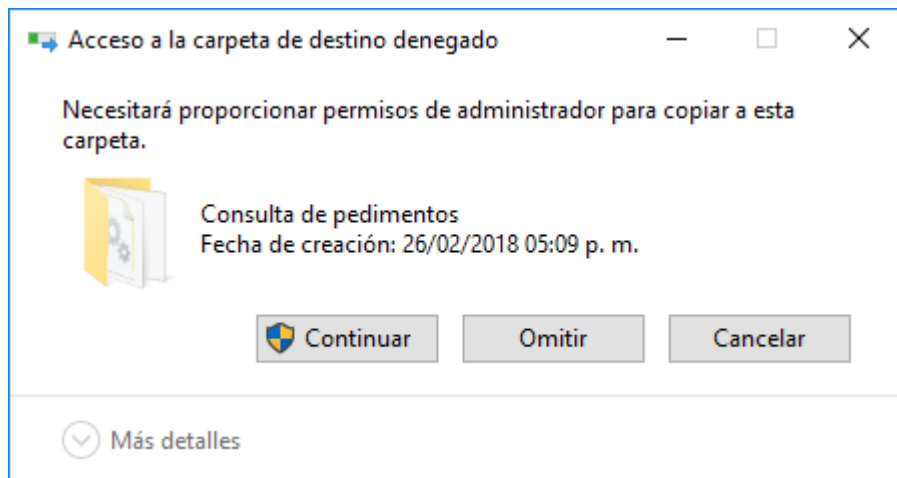 Acceso a la carpeta de destino denegado
Necesitará proporcionar permisos de administrador para copiar a esta
carpeta.
Consulta de pedimentos
Fecha de creación: 26/02/2018 05:09 p. m.
Continuar
Omitir
Cancelar
Más detalles